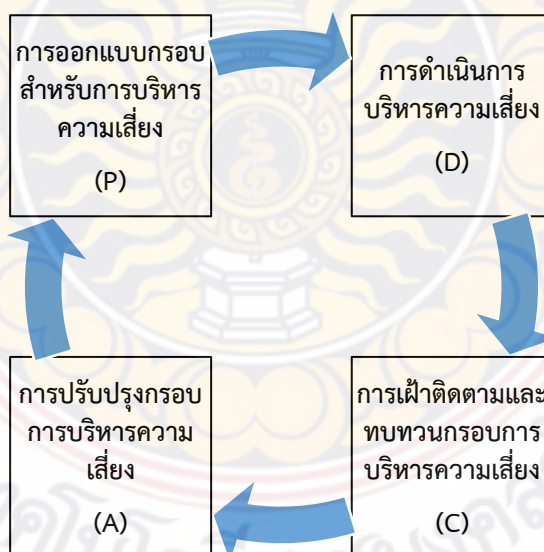 การออกแบบกรอบ
สำหรับการบริหาร
ความเสี่ยง
(P)
การดำเนินการ
บริหารความเสี่ยง
(D)
การปรับปรุงกรอบ
การบริหารความ
เสี่ยง
(A)
การเฝ้าติดตามและ
ทบทวนกรอบการ
บริหารความเสี่ยง
(C)